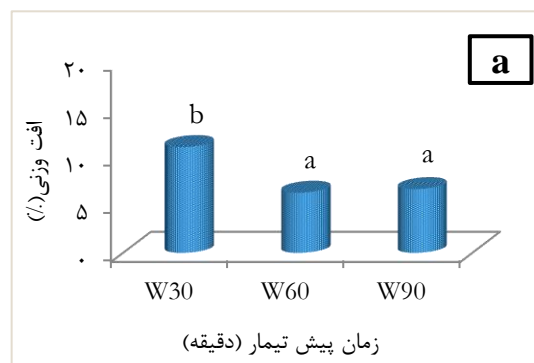 a
افت وزنی(٪)
۲۰
۱۵
۱۰
۵
۰
b
a
a
W30
W60
W90
زمان پیش تیمار (دقیقه)